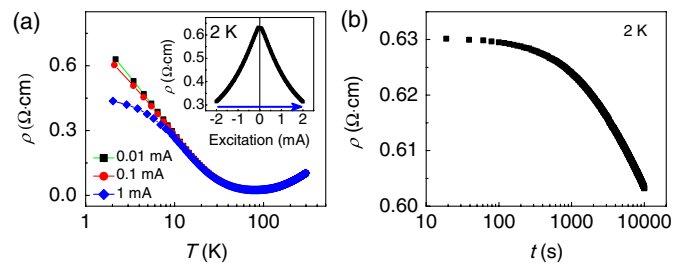 (a)
ρ (Ω·cm)
0.6
0.3
0.0
1
10
100
T (K)
0.01 mA
0.1 mA
1 mA
2 K
ρ (Ω·cm)
0.6
0.5
0.4
0.3
-2 -1 0 1 2
Excitation (mA)
(b)
2 K
ρ (Ω·cm)
0.63
0.62
0.61
0.60
10 100 1000 10000
t (s)